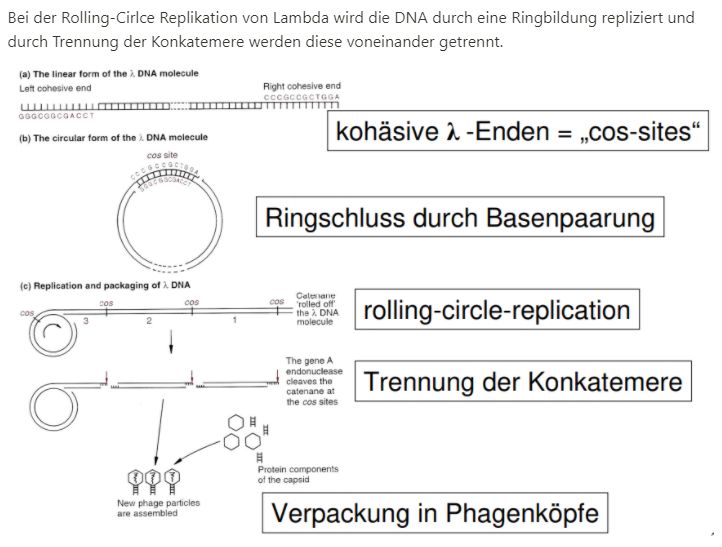 Bei der Rolling-Cirlce Replikation von Lambda wird die DNA durch eine Ringbildung repliziert und
durch Trennung der Konkatemere werden diese voneinander getrennt.
(a) The linear form of the λ DNA molecule
Left cohesive end
Right cohesive end
CCCGCCGCTGGA
GGGCGGCGACCT
kohäsive λ -Enden = „cos-sites“
(b) The circular form of the λ DNA molecule
cos site
CCCGCCGCTGGA
GGGCGGCGACCT
Ringschluss durch Basenpaarung
(c) Replication and packaging of λ DNA
cos
cos
cos
cos
3
2
1
Catenane
'rolled off'
the λ DNA
molecule
rolling-circle-replication
The gene A
endonuclease
cleaves the
catenane at
the cos sites
Trennung der Konkatemere
Protein components
of the capsid
New phage particles
are assembled
Verpackung in Phagenköpfe